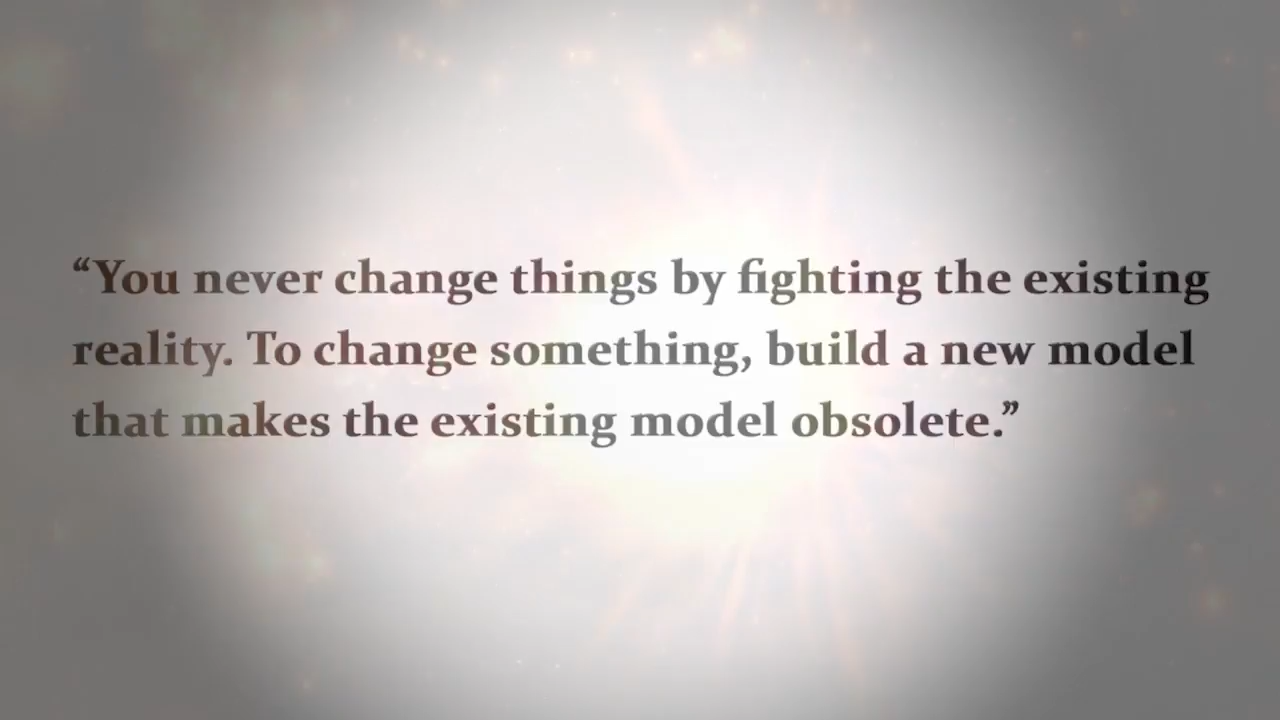 “You never change things by fighting the existing
reality. To change something, build a new model
that makes the existing model obsolete.”